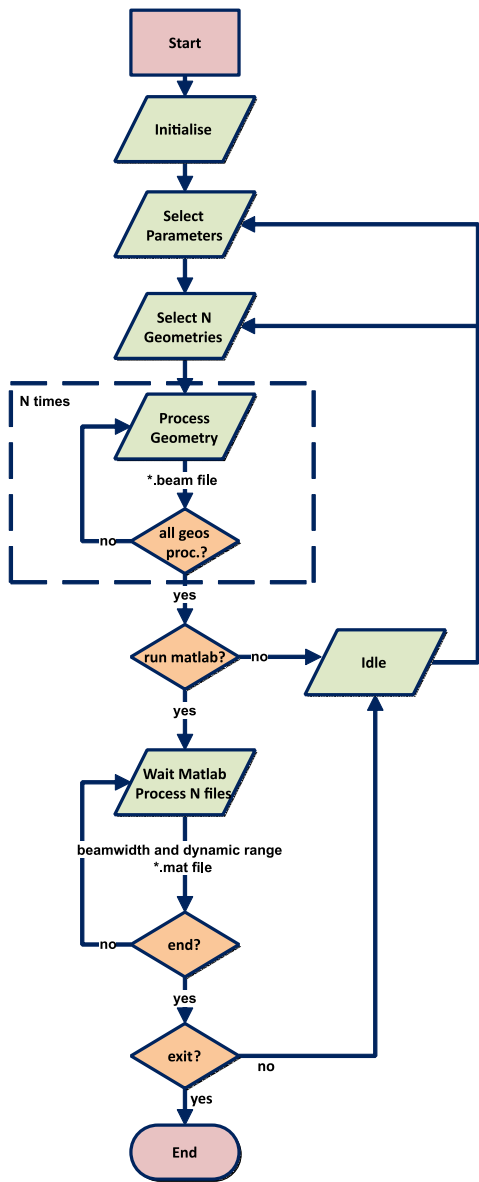 Start
Initialise
Select
Parameters
Select N
Geometries
N times
Process
Geometry
*.beam file
all geos
proc.?
no
yes
run matlab?
no
Idle
yes
Wait Matlab
Process N files
beamwidth and dynamic range
*.mat file
end?
no
yes
exit?
no
yes
End